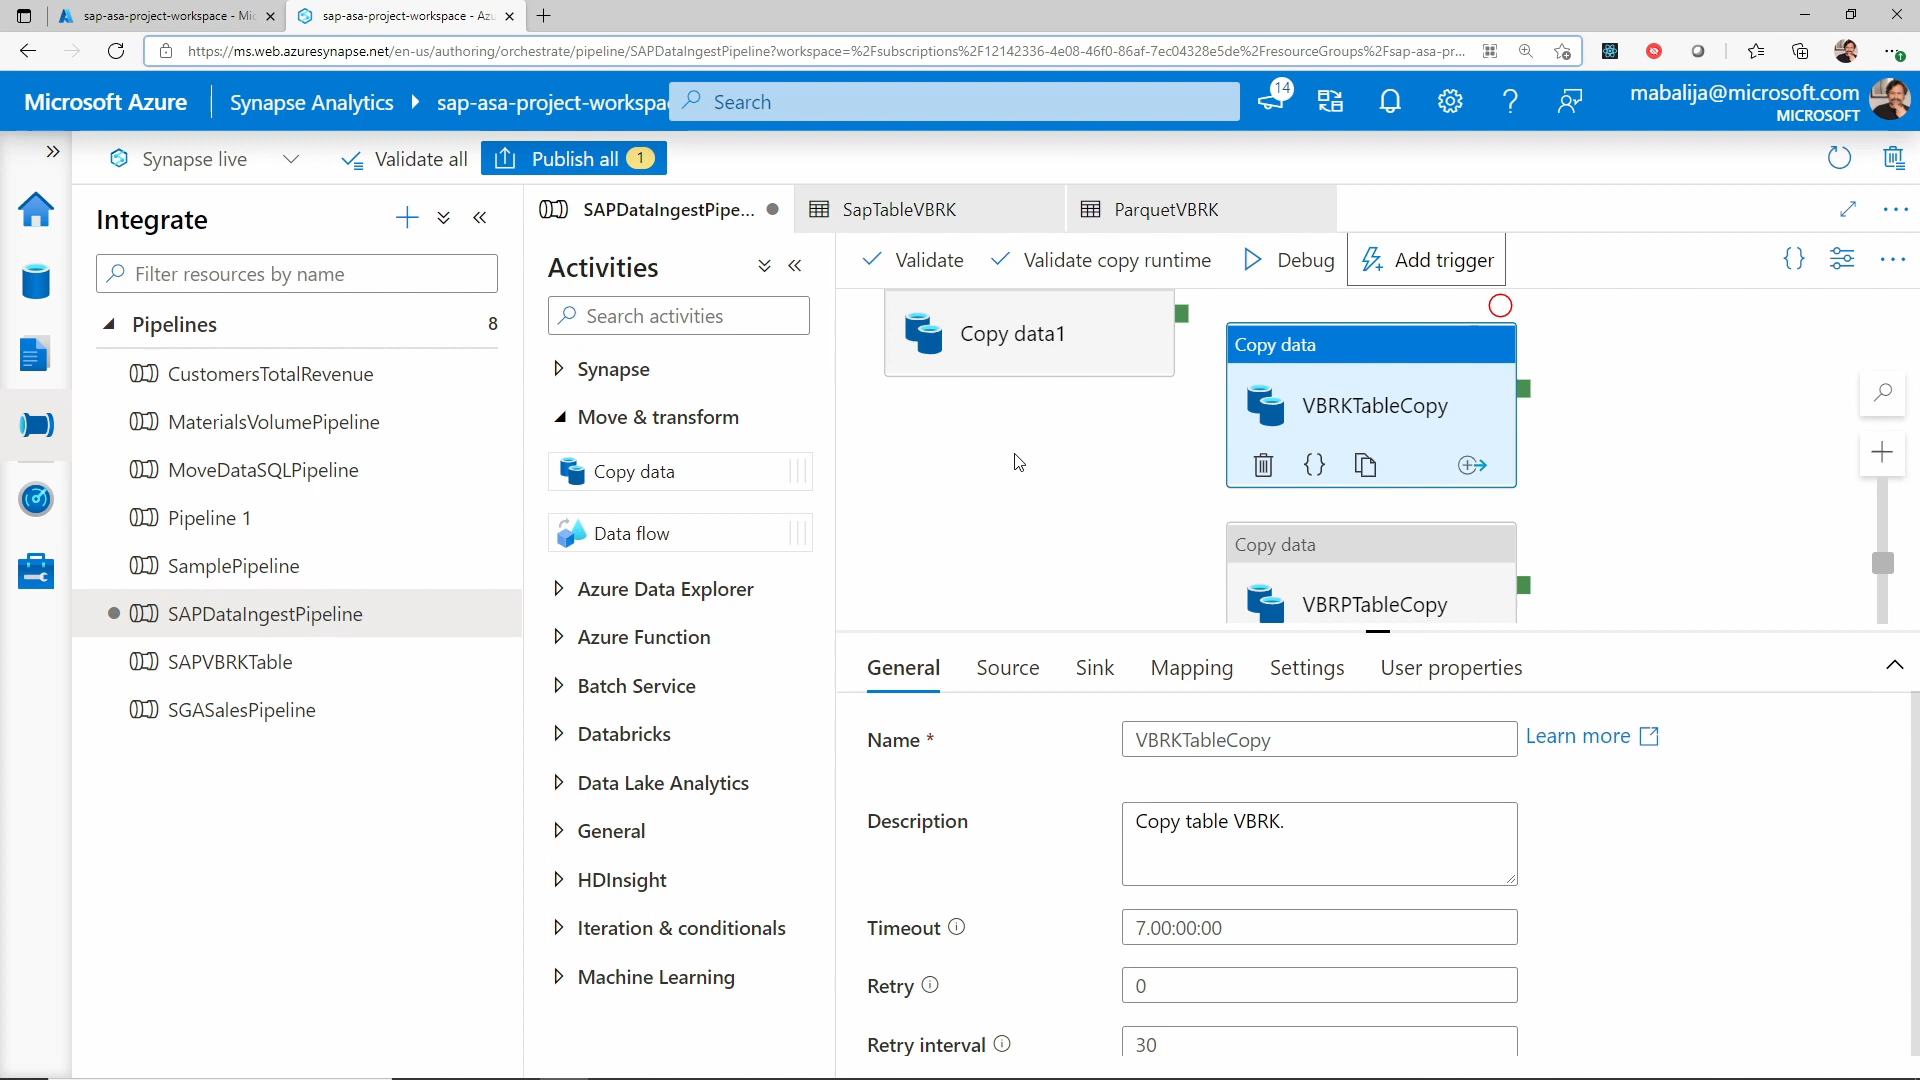 sap-asa-project-workspace - Mic
sap-asa-project-workspace - Azu
https://ms.web.azuresynapse.net/en-us/authoring/orchestrate/pipeline/SAPDataIngestPipeline?workspace=%2Fsubscriptions%2F12142336-4e08-46f0-86af-7ec04328e5de%2FresourceGroups%2Fsap-asa-pr...
Microsoft Azure
Synapse Analytics
sap-asa-project-workspac
Search
14
mabalija@microsoft.com
MICROSOFT
Synapse live
Validate all
Publish all
1
Integrate
Filter resources by name
Pipelines
8
CustomersTotalRevenue
MaterialsVolumePipeline
MoveDataSQLPipeline
Pipeline 1
SamplePipeline
SAPDataIngestPipeline
SAPVBRKTable
SGASalesPipeline
SAPDataIngestPipe...
SapTableVBRK
ParquetVBRK
Activities
Search activities
Synapse
Move & transform
Copy data
Data flow
Azure Data Explorer
Azure Function
Batch Service
Databricks
Data Lake Analytics
General
HDInsight
Iteration & conditionals
Machine Learning
Validate
Validate copy runtime
Debug
Add trigger
Copy data1
Copy data
VBRKTableCopy
Copy data
VBRPTableCopy
General
Source
Sink
Mapping
Settings
User properties
Name *
VBRKTableCopy
Learn more
Description
Copy table VBRK.
Timeout
7.00:00:00
Retry
0
Retry interval
30